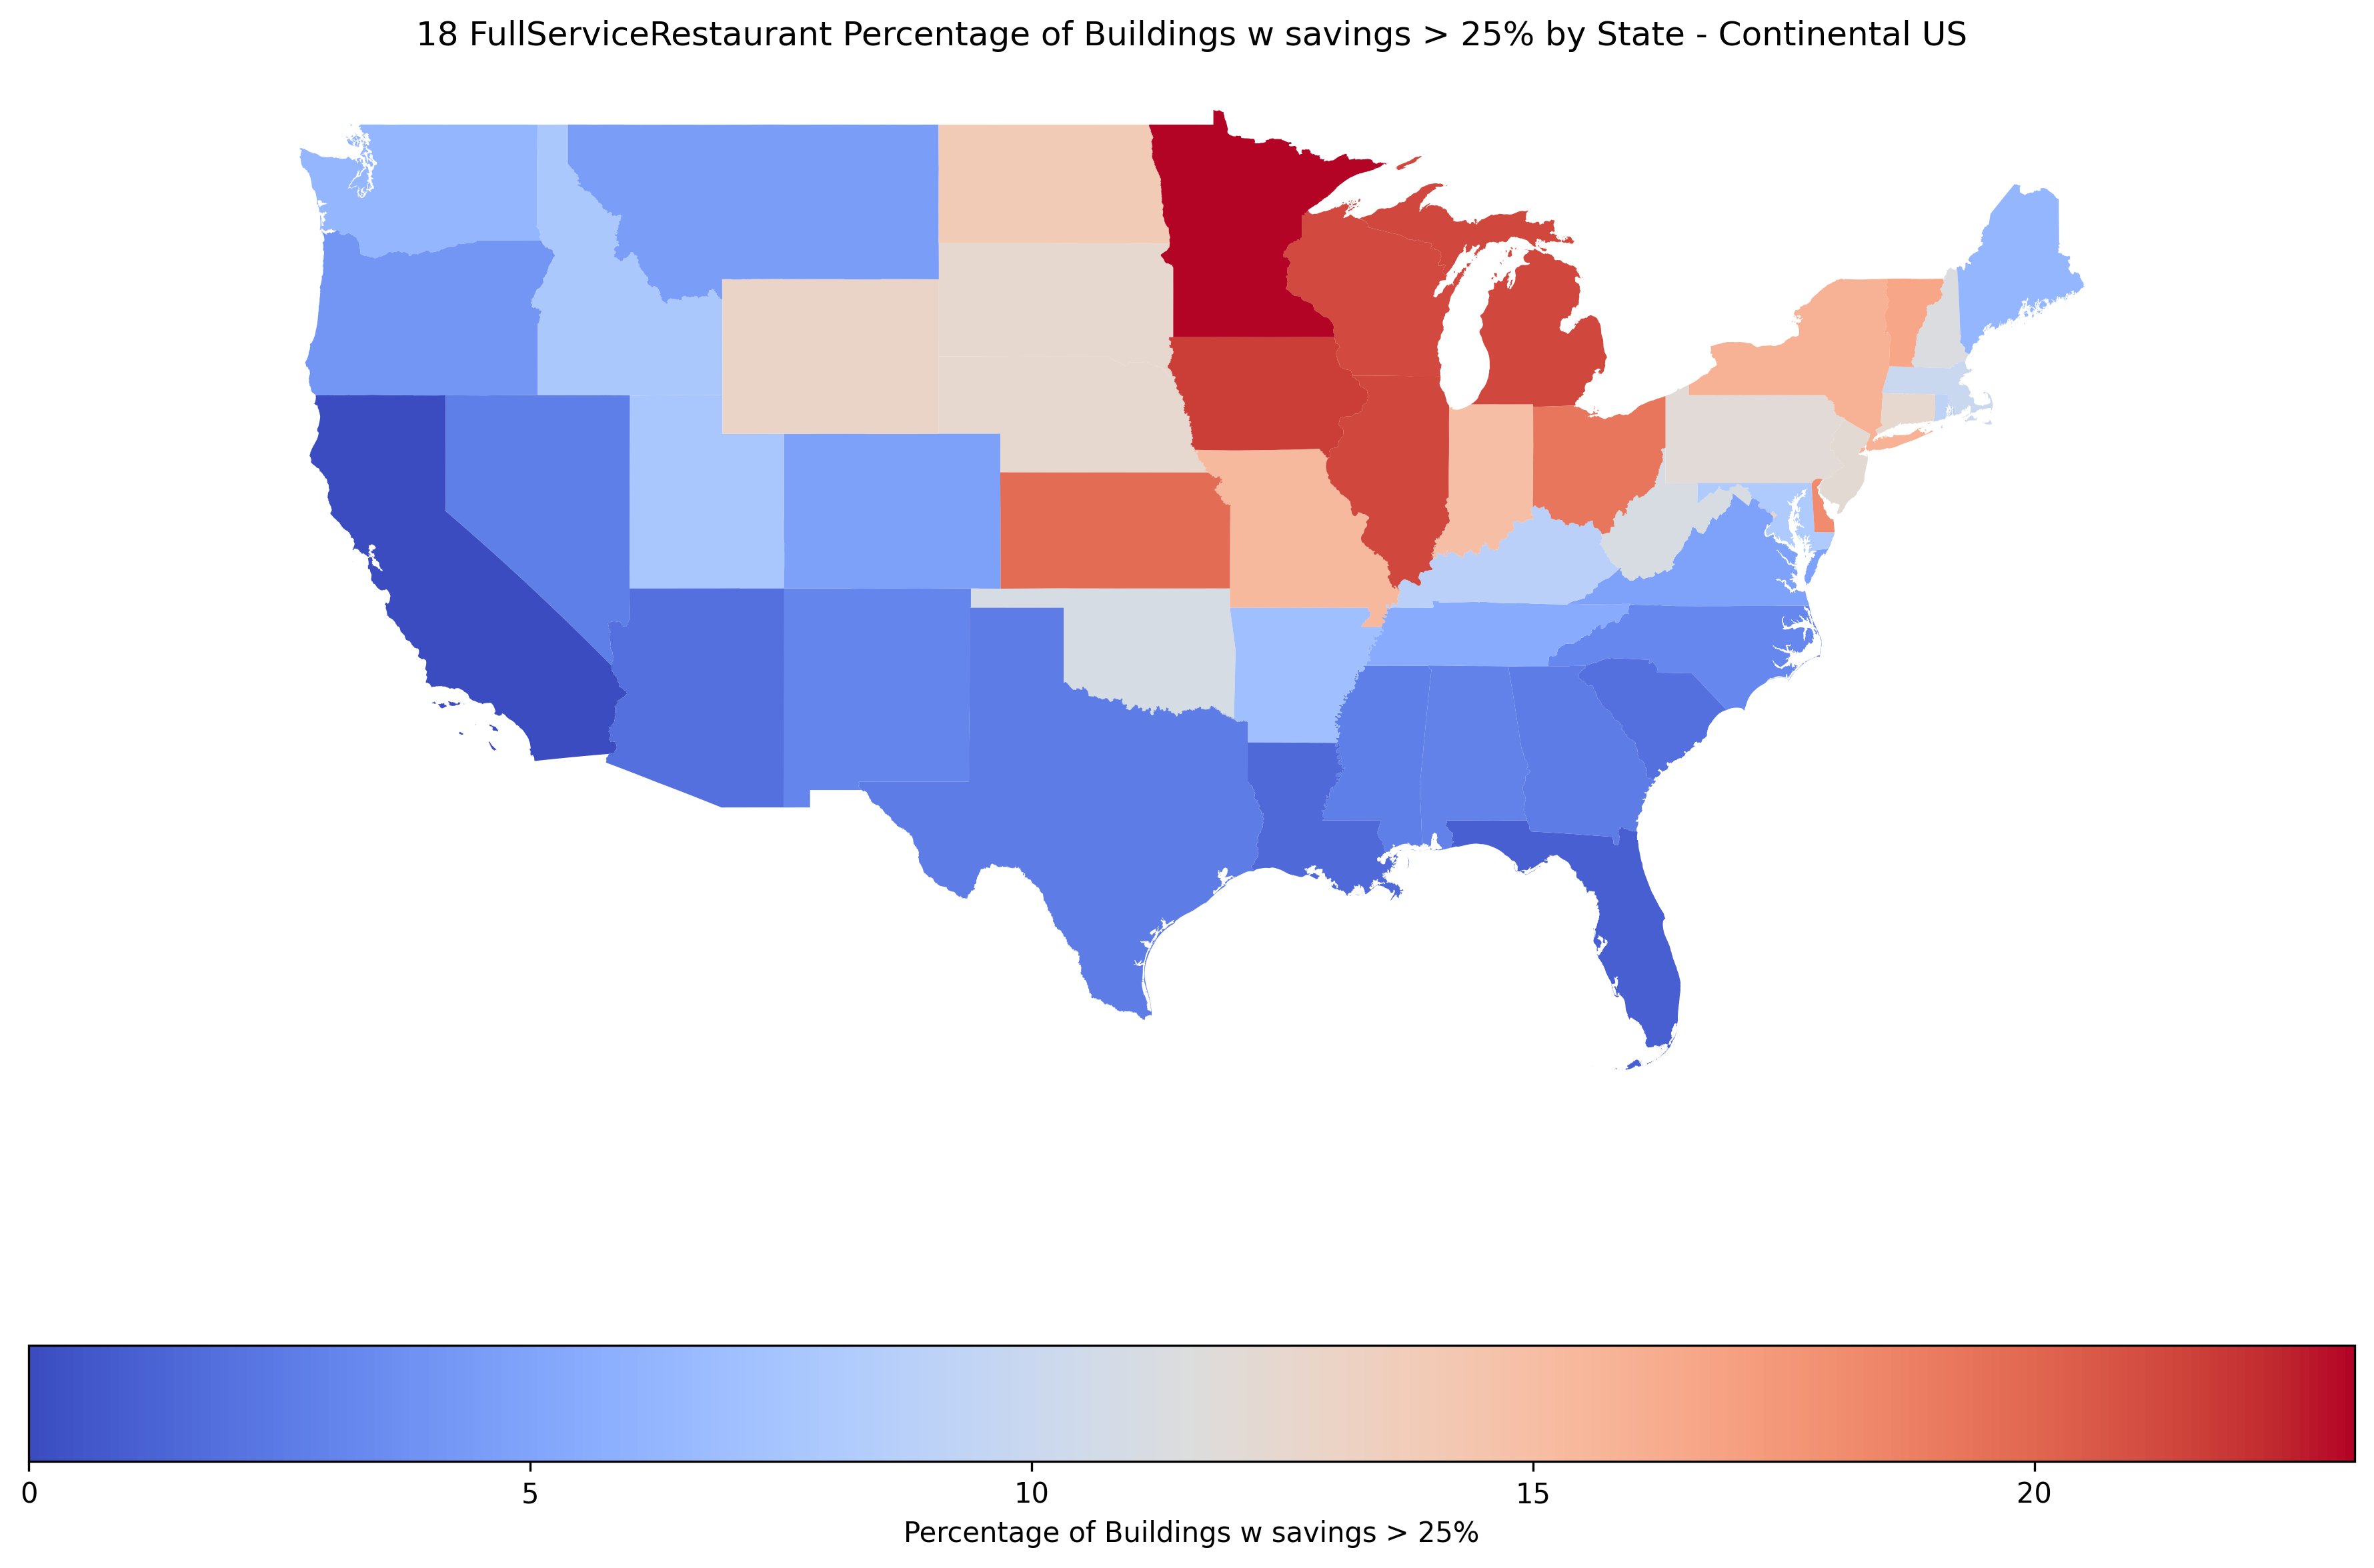 18 FullServiceRestaurant Percentage of Buildings w savings > 25% by State - Continental US
0 5 10 15 20
Percentage of Buildings w savings > 25%